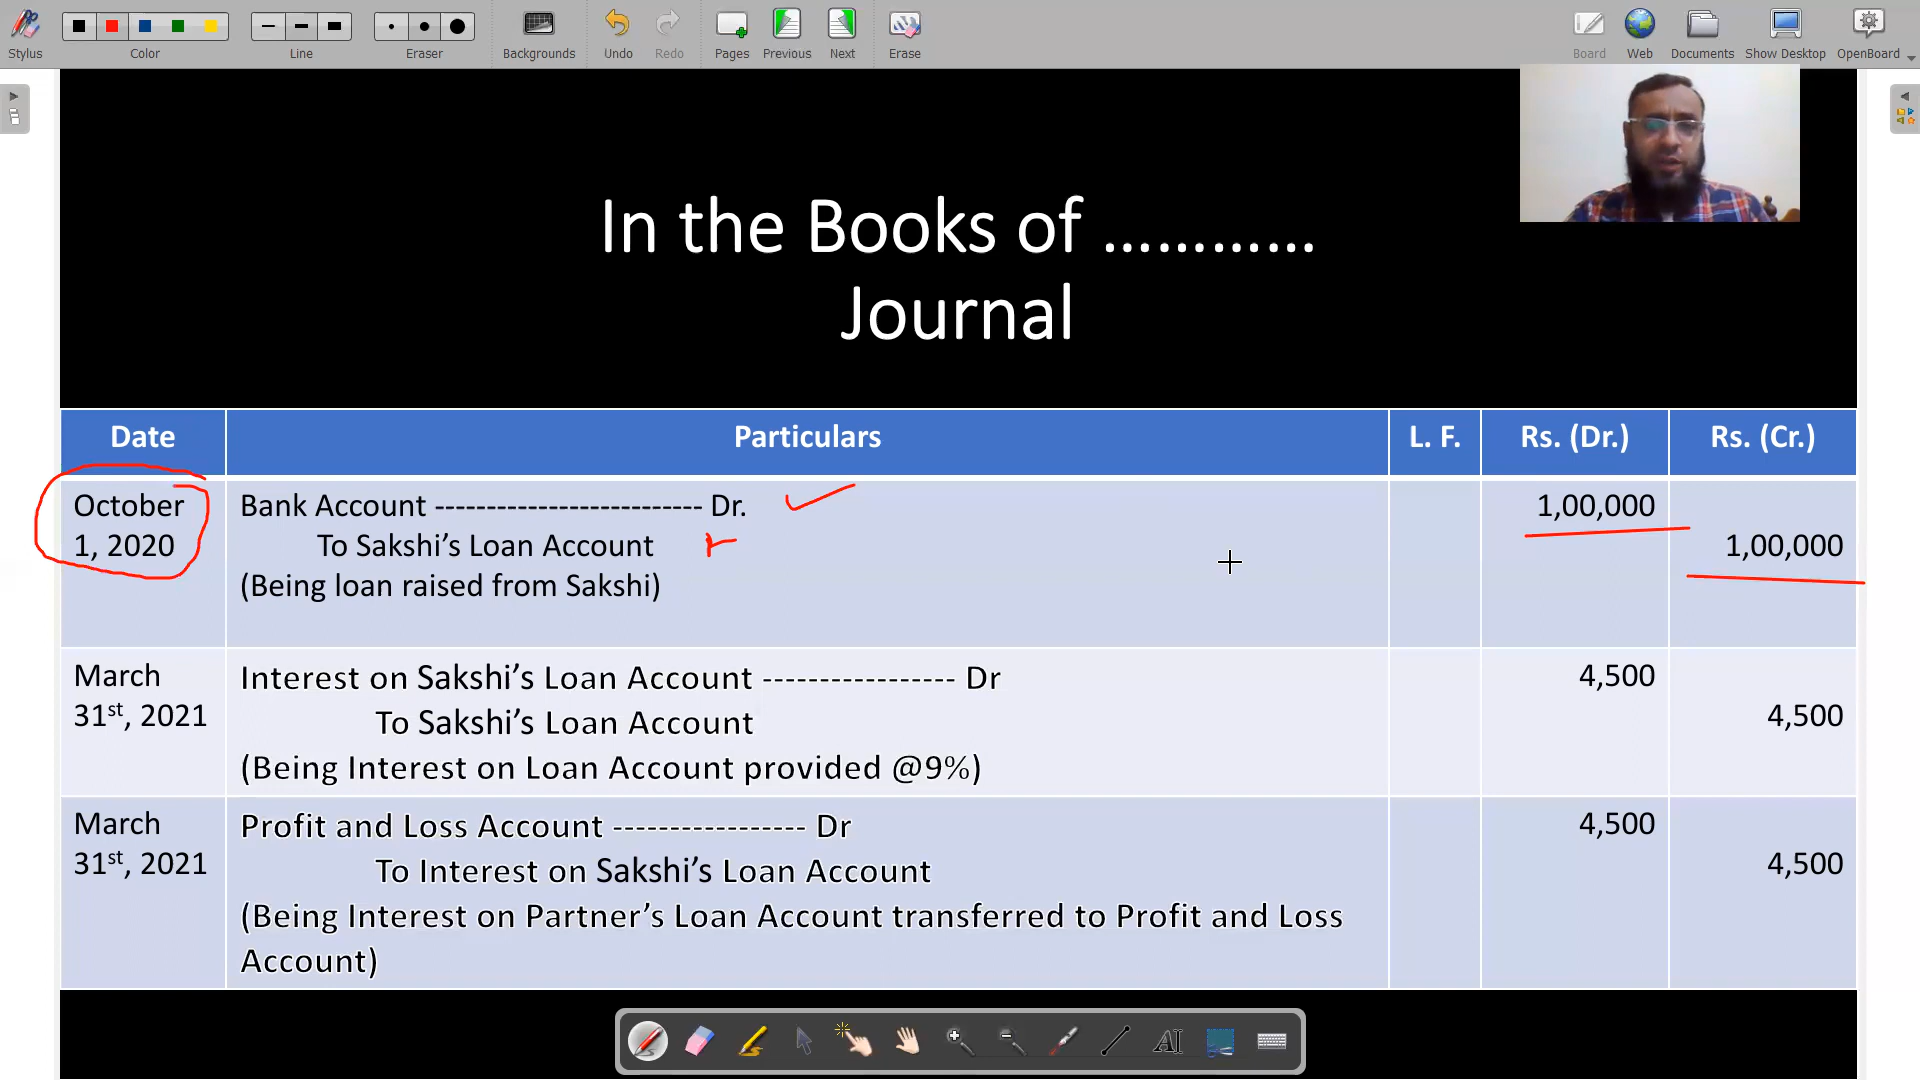 Stylus
Color
Line
Eraser
Backgrounds
Undo
Redo
Pages
Previous
Next
Erase
Board
Web
Documents
Show Desktop
OpenBoard
In the Books of …………
Journal
Date Particulars L. F. Rs. (Dr.) Rs. (Cr.)
October Bank Account -------------------------- Dr. 1,00,000
1, 2020 To Sakshi’s Loan Account 1,00,000
(Being loan raised from Sakshi)
March Interest on Sakshi’s Loan Account ----------------- Dr 4,500
31st, 2021 To Sakshi’s Loan Account 4,500
(Being Interest on Loan Account provided @9%)
March Profit and Loss Account ----------------- Dr 4,500
31st, 2021 To Interest on Sakshi’s Loan Account 4,500
(Being Interest on Partner’s Loan Account transferred to Profit and Loss
Account)